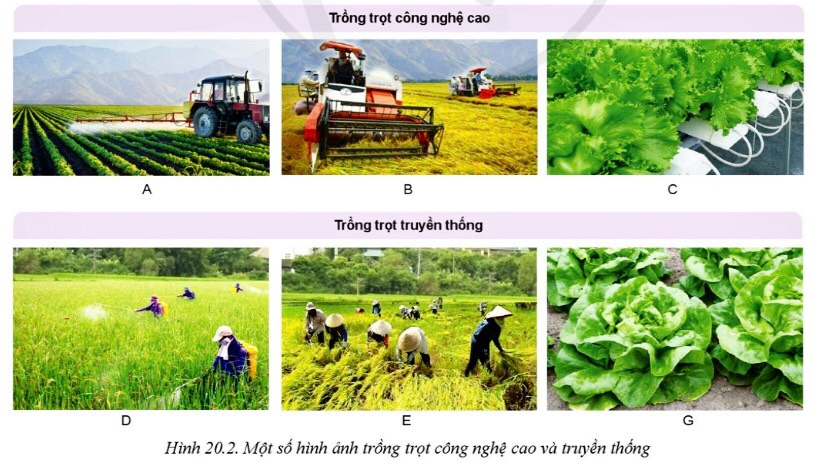 Trồng trọt công nghệ cao
A
B
C
Trồng trọt truyền thống
D
E
G
Hình 20.2. Một số hình ảnh trồng trọt công nghệ cao và truyền thống